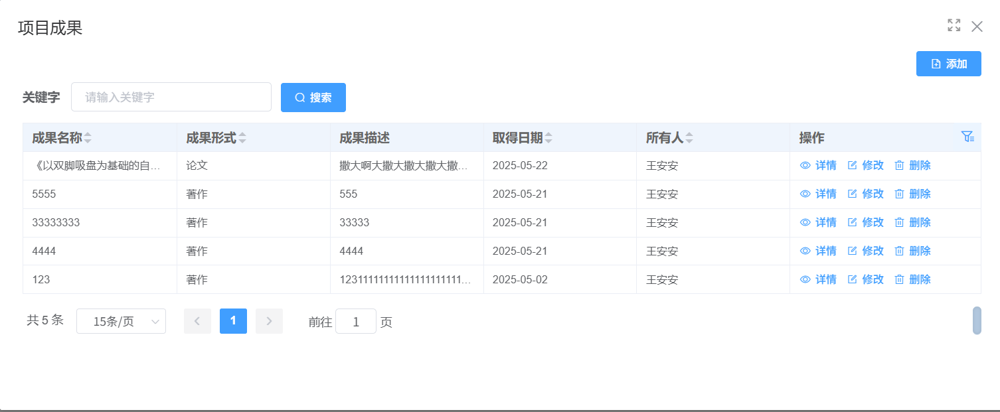 项目成果
添加
关键字 请输入关键字 搜索
成果名称 成果形式 成果描述 取得日期 所有人 操作
《以双脚吸盘为基础的自... 论文 撒大啊大撒大撒大撒大撒... 2025-05-22 王安安 详情 修改 删除
5555 著作 555 2025-05-21 王安安 详情 修改 删除
33333333 著作 33333 2025-05-21 王安安 详情 修改 删除
4444 著作 4444 2025-05-21 王安安 详情 修改 删除
123 著作 12311111111111111111111... 2025-05-02 王安安 详情 修改 删除
共 5 条 15条/页 1 前往 1 页